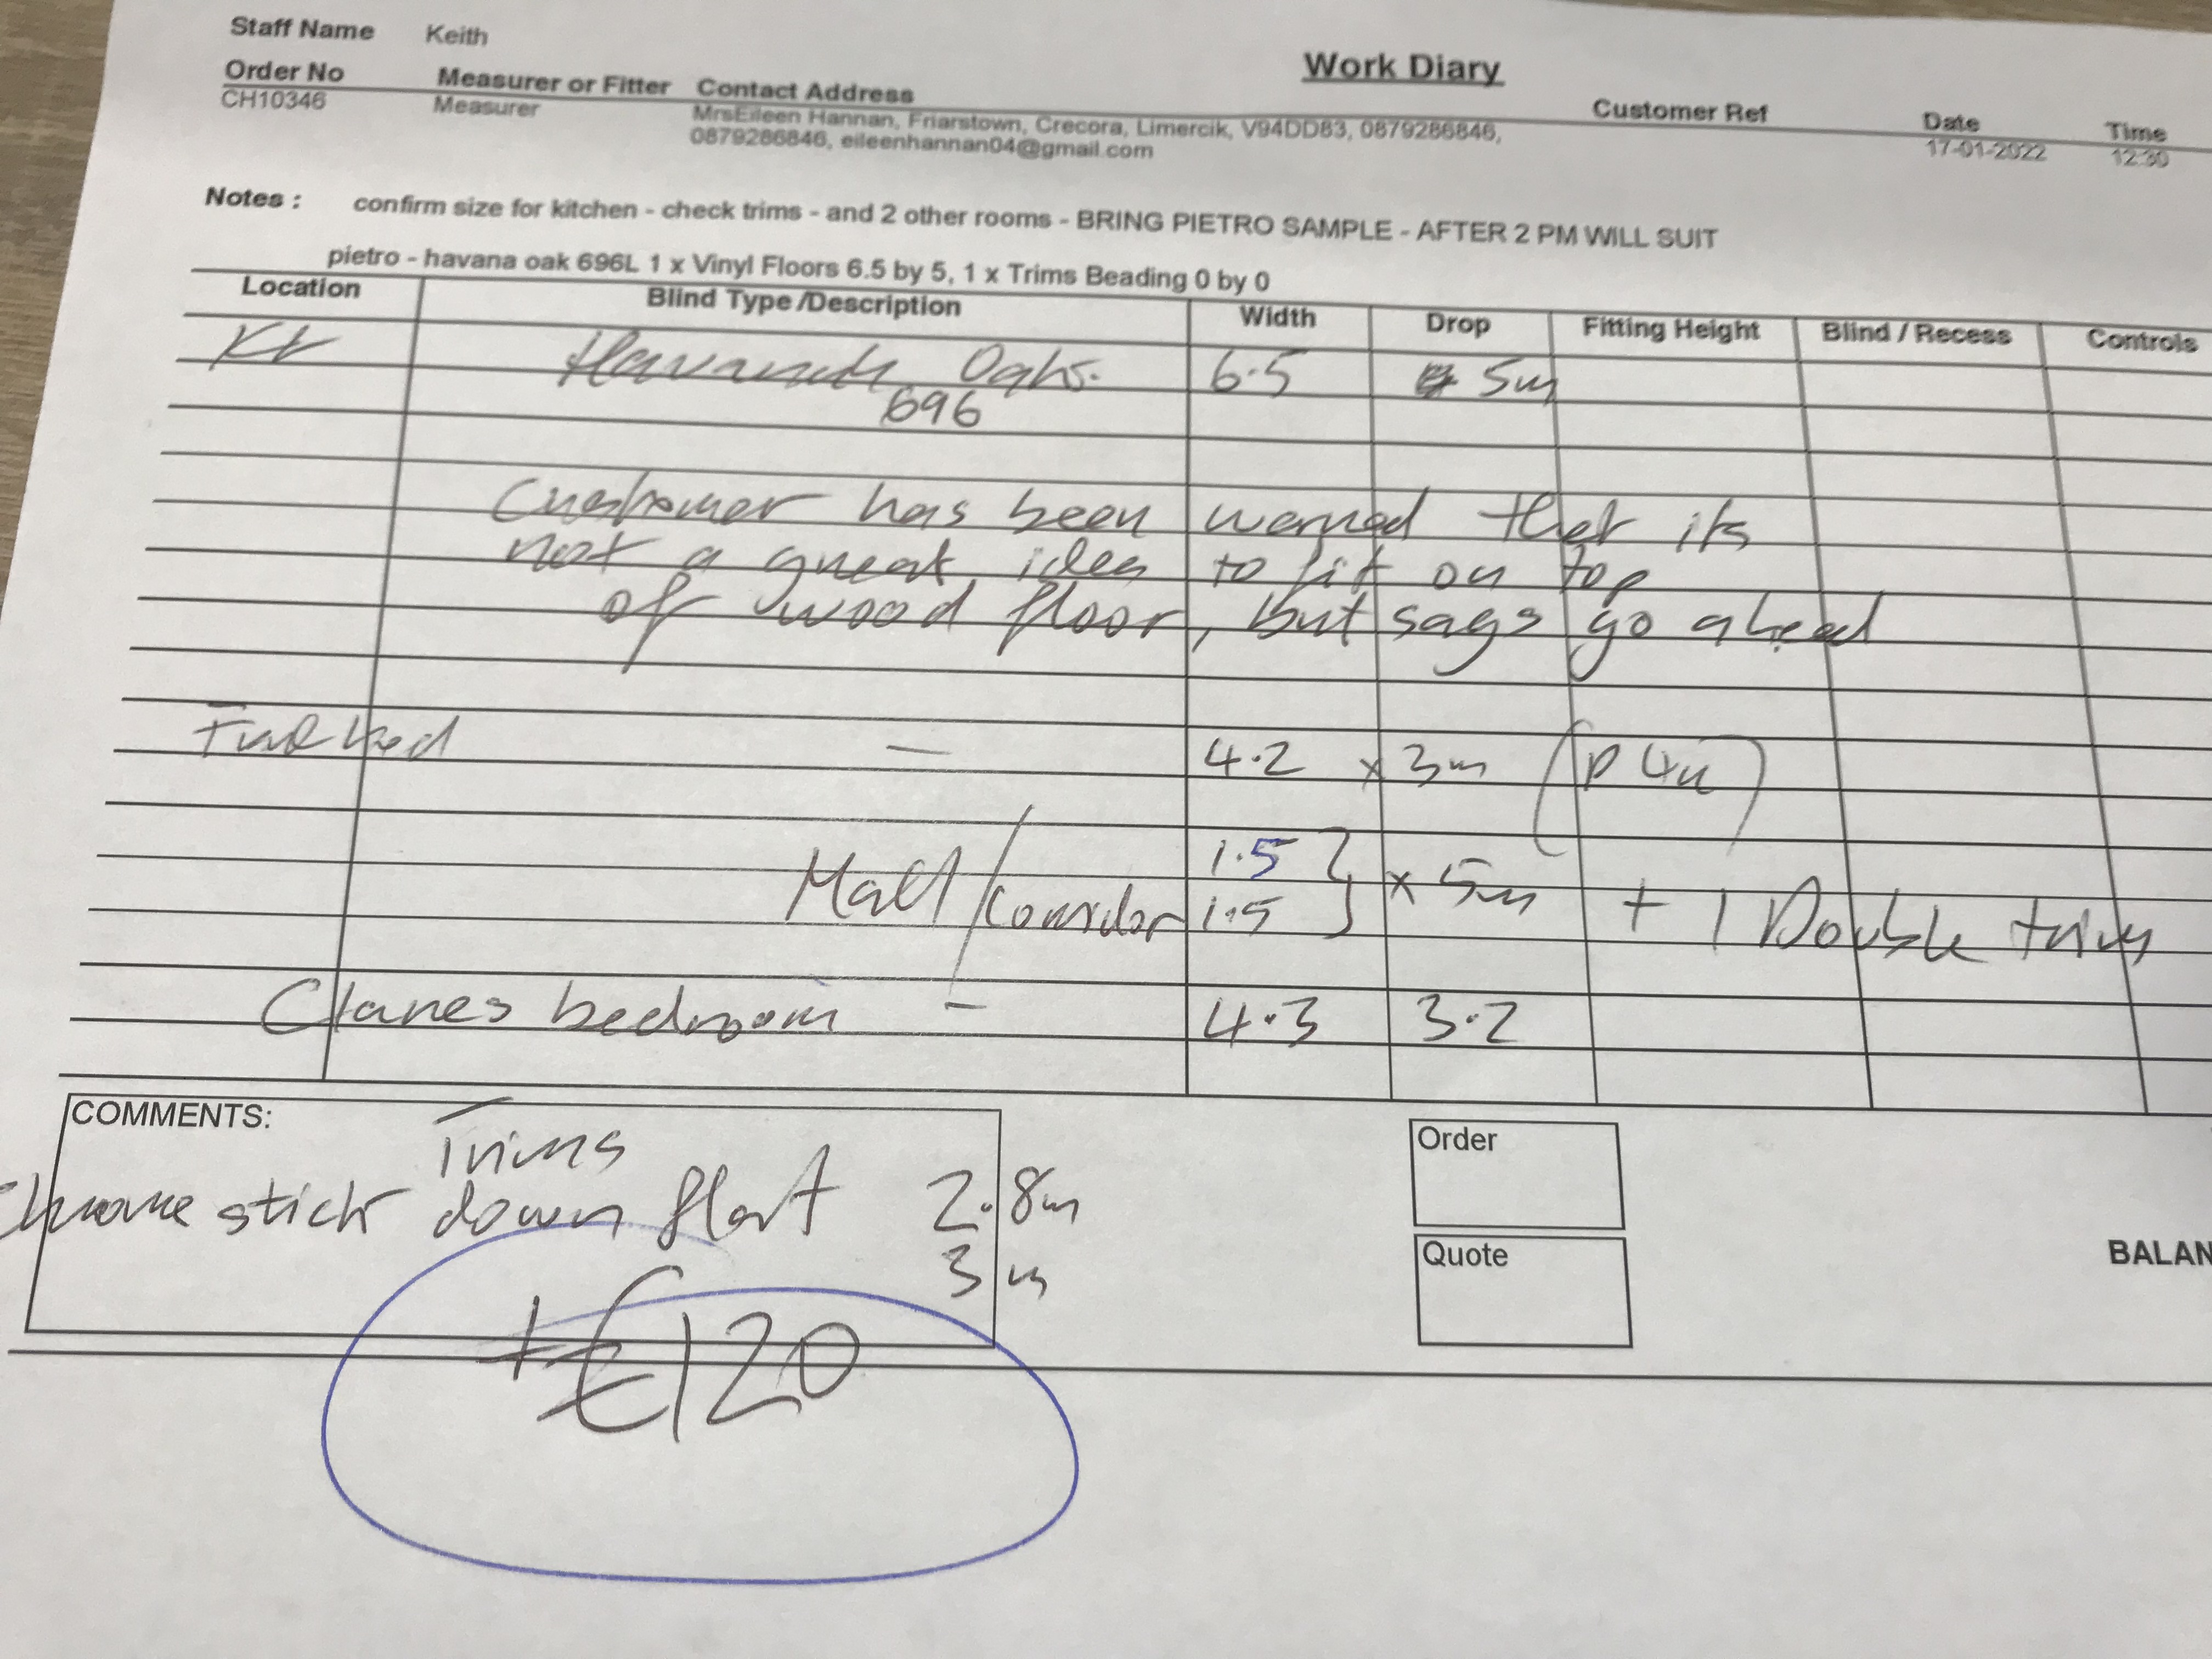 Staff Name Keith
Work Diary
Order No Measurer or Fitter Contact Address Customer Ref Date Time
CH10346 Measurer MrsEileen Hannan, Friarstown, Crecora, Limercik, V94DD83, 0879286846, 17-01-2022 12:30
0879286846, eileenhannan04@gmail.com
Notes : confirm size for kitchen - check trims - and 2 other rooms - BRING PIETRO SAMPLE - AFTER 2 PM WILL SUIT
pietro - havana oak 696L 1 x Vinyl Floors 6.5 by 5, 1 x Trims Beading 0 by 0
Location Blind Type /Description Width Drop Fitting Height Blind / Recess Controls
6.5 5m
696
Customer has been warned that its
not a great idea to fit on top
of wood floor, but says go ahead
4.2 x 3m
1.5
Hall/Corridor 1.5 x 5m + 1 Double trim
bedroom - 4.3 3.2
COMMENTS:
Trims
Chrome stick down flat 2.8m
3m
+€120
Order
Quote
BALAN